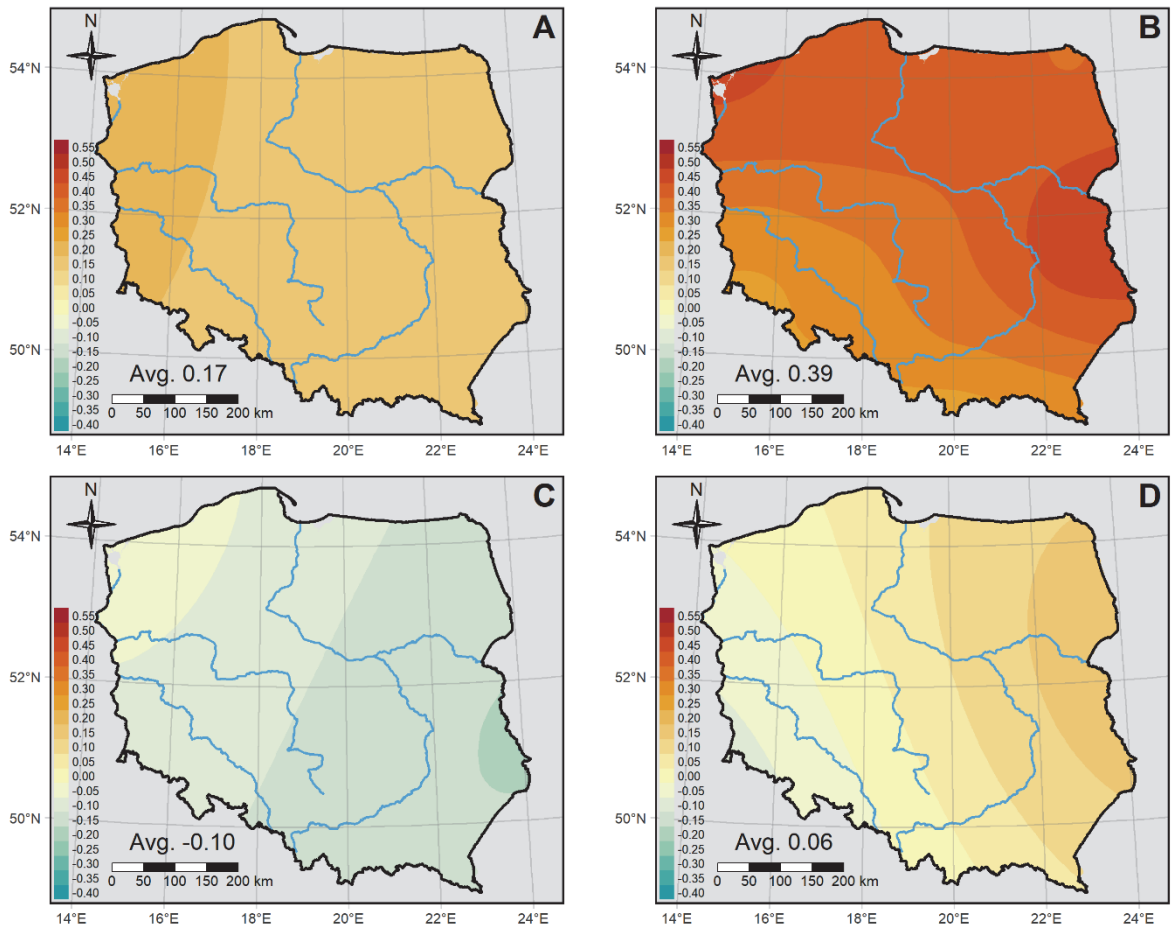 A
N
54°N
52°N
50°N
0.55
0.50
0.45
0.40
0.35
0.30
0.25
0.20
0.15
0.10
0.05
0.00
-0.05
-0.10
-0.15
-0.20
-0.25
-0.30
-0.35
-0.40
Avg. 0.17
0 50 100 150 200 km
14°E 16°E 18°E 20°E 22°E 24°E
B
N
54°N
52°N
50°N
0.55
0.50
0.45
0.40
0.35
0.30
0.25
0.20
0.15
0.10
0.05
0.00
-0.05
-0.10
-0.15
-0.20
-0.25
-0.30
-0.35
-0.40
Avg. 0.39
0 50 100 150 200 km
14°E 16°E 18°E 20°E 22°E 24°E
C
N
54°N
52°N
50°N
0.55
0.50
0.45
0.40
0.35
0.30
0.25
0.20
0.15
0.10
0.05
0.00
-0.05
-0.10
-0.15
-0.20
-0.25
-0.30
-0.35
-0.40
Avg. -0.10
0 50 100 150 200 km
14°E 16°E 18°E 20°E 22°E 24°E
D
N
54°N
52°N
50°N
0.55
0.50
0.45
0.40
0.35
0.30
0.25
0.20
0.15
0.10
0.05
0.00
-0.05
-0.10
-0.15
-0.20
-0.25
-0.30
-0.35
-0.40
Avg. 0.06
0 50 100 150 200 km
14°E 16°E 18°E 20°E 22°E 24°E